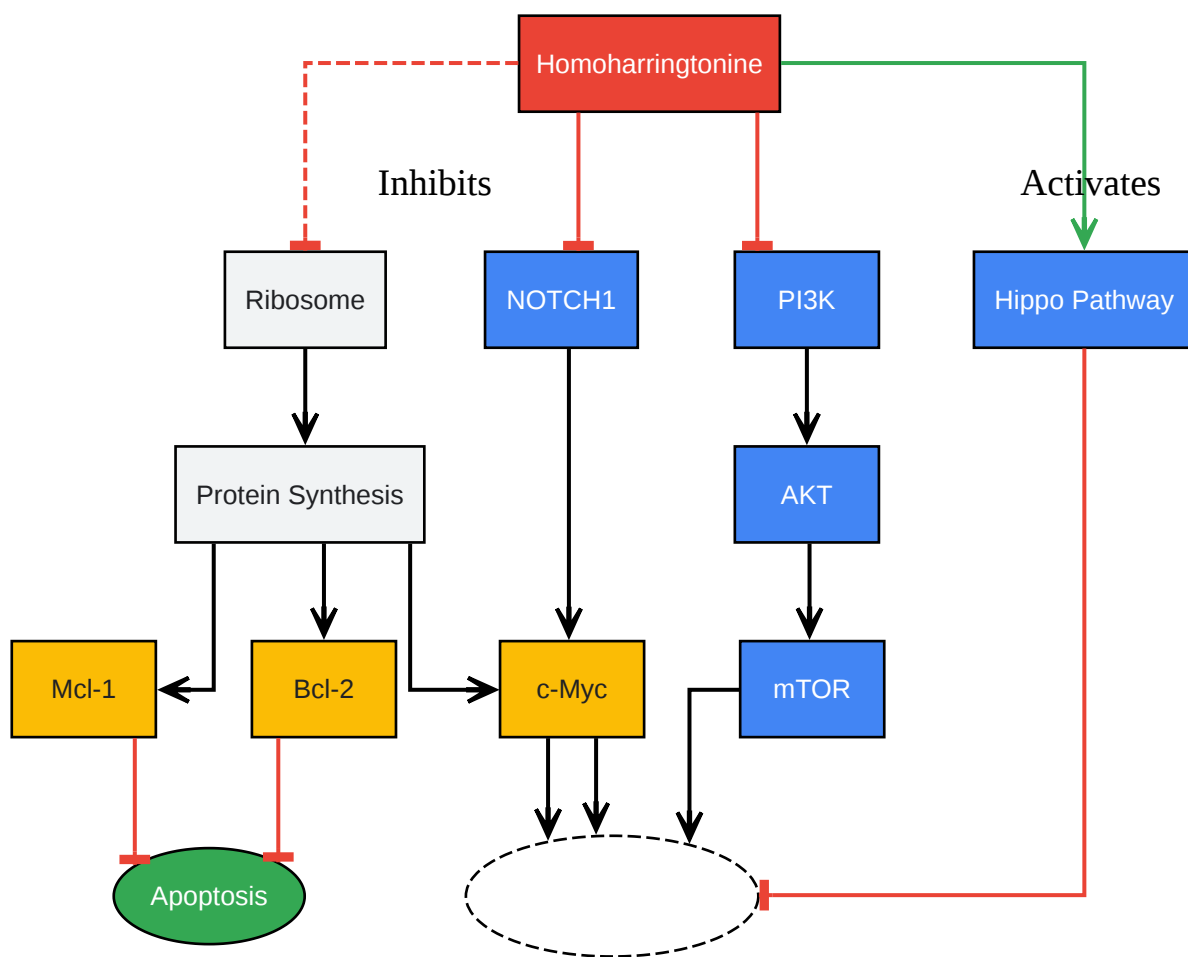 Homoharringtonine
Inhibits
Activates
Ribosome
NOTCH1
PI3K
Hippo Pathway
Protein Synthesis
AKT
Mcl-1
Bcl-2
c-Myc
mTOR
Apoptosis